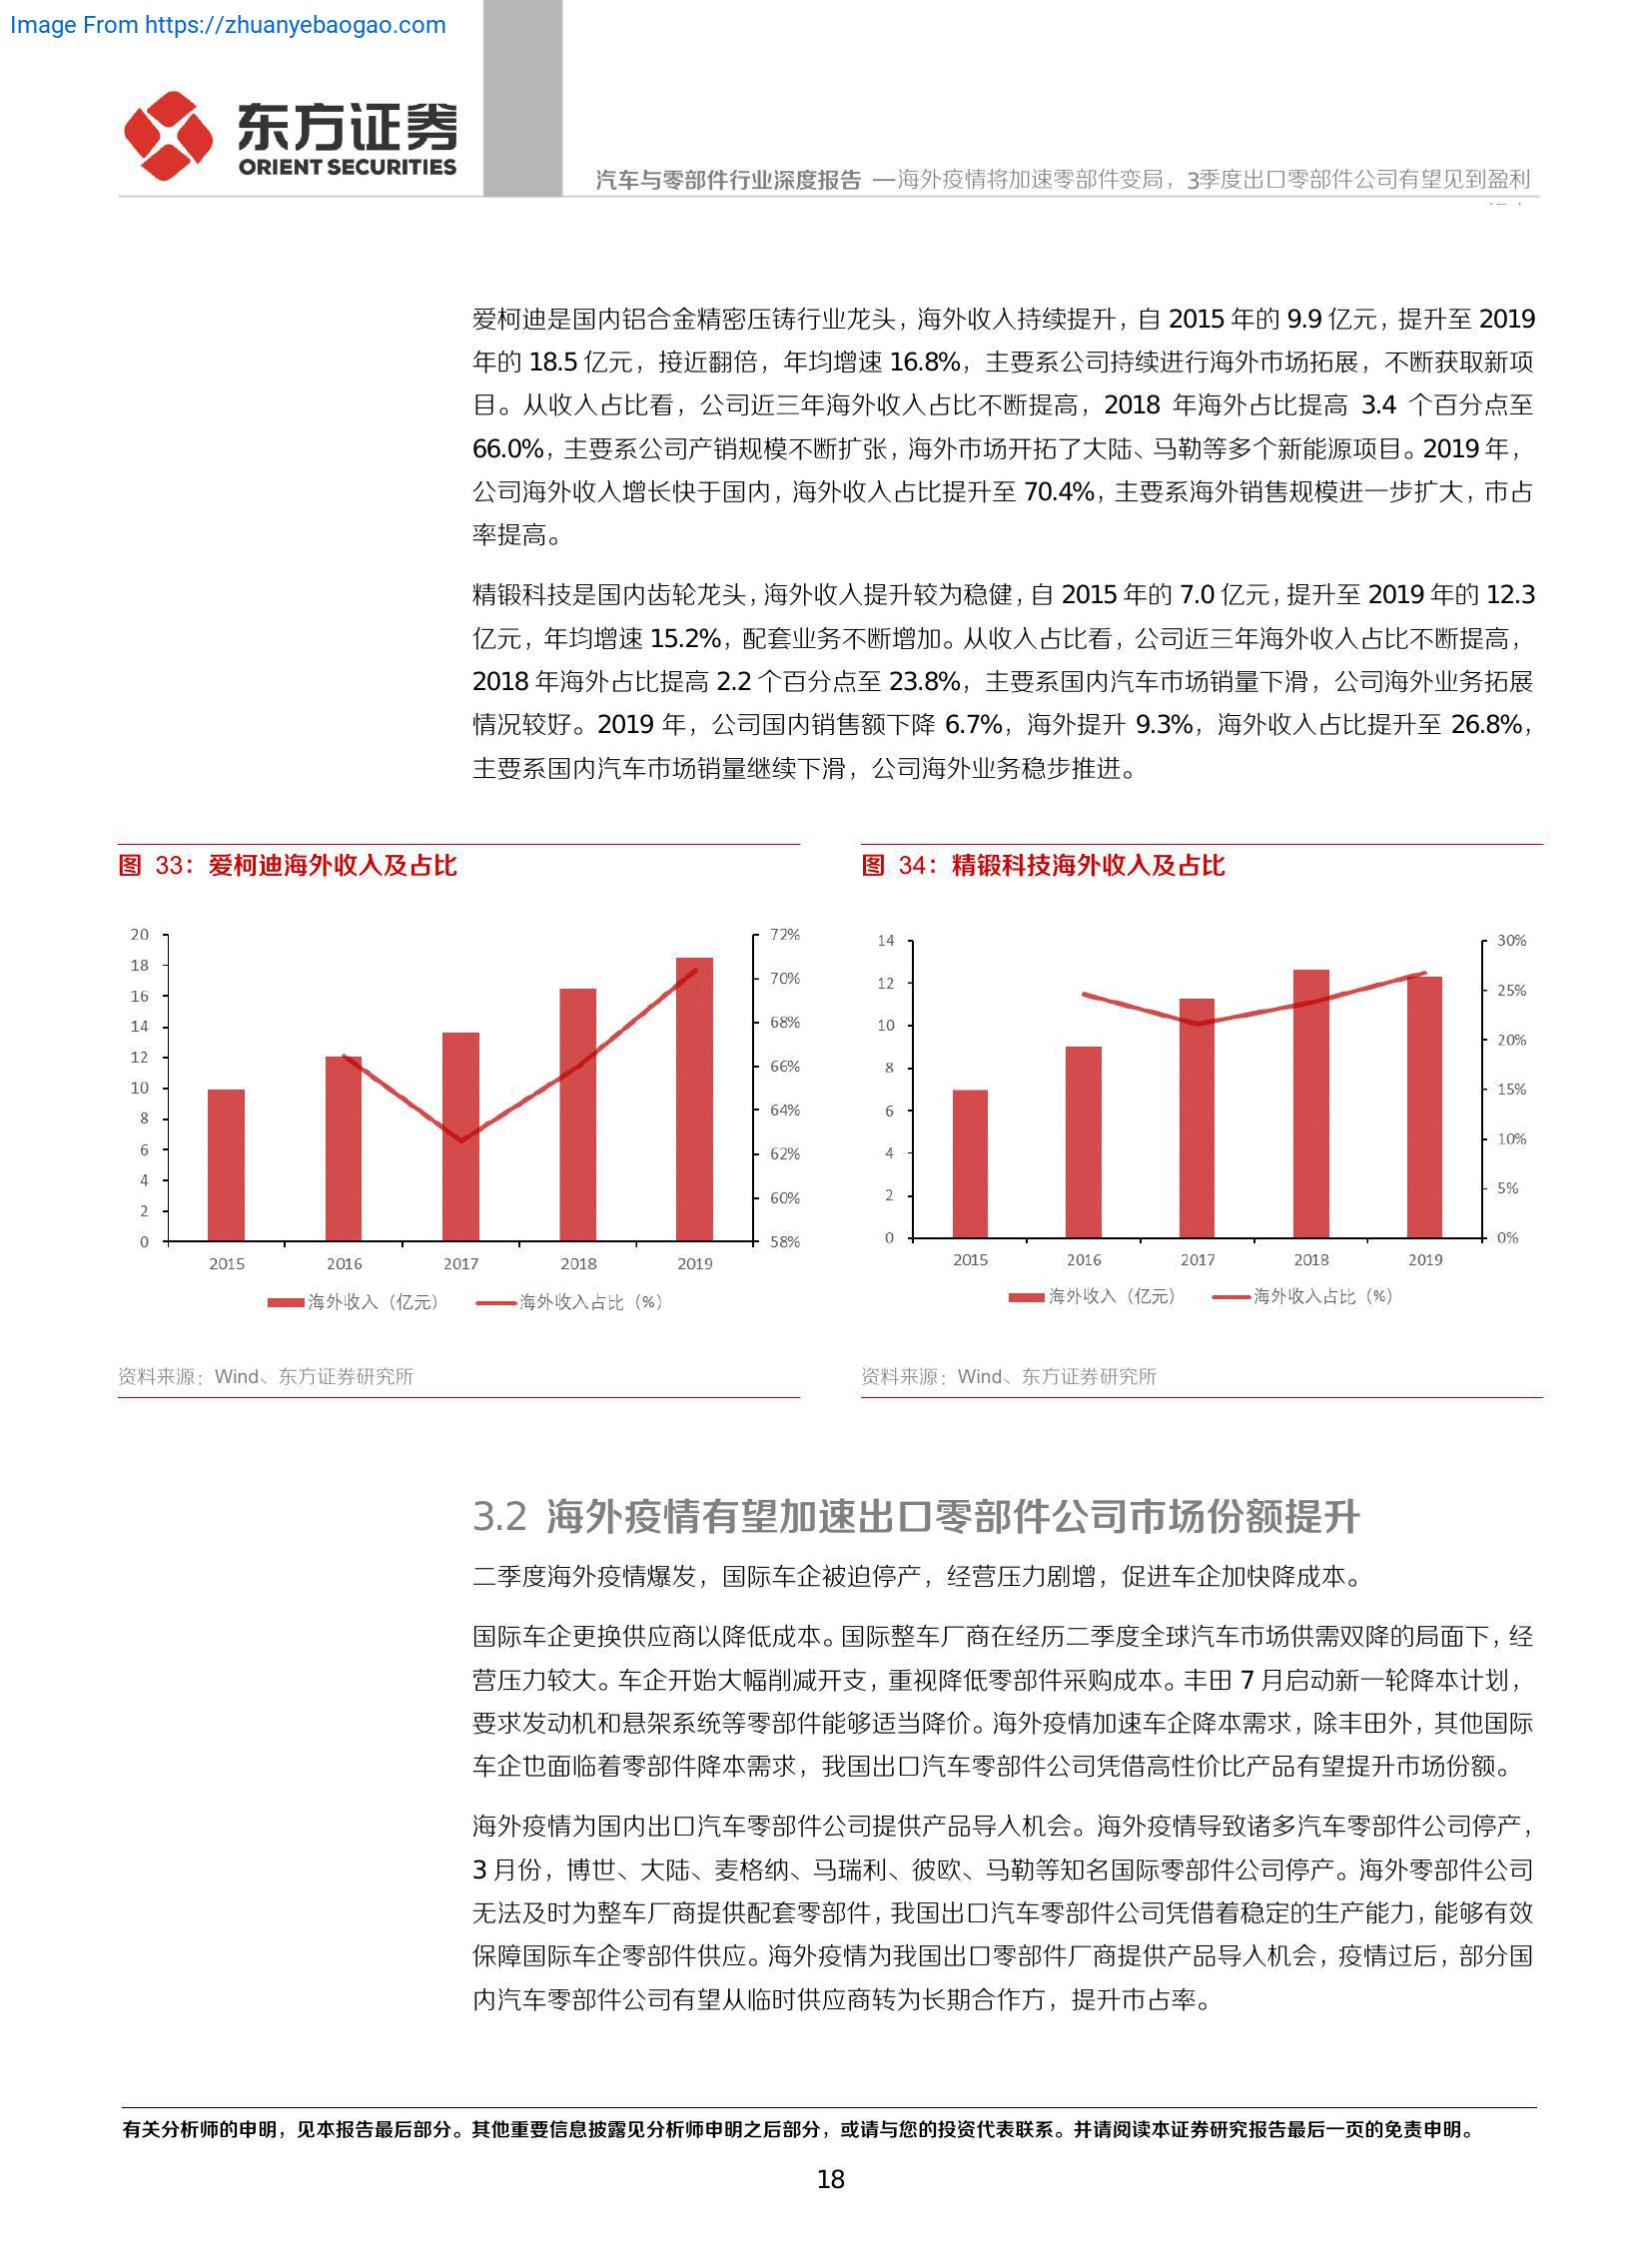 Image From https://zhuanyebaogao.com
东方证券
ORIENT SECURITIES
汽车与零部件行业深度报告 —海外疫情将加速零部件变局，3季度出口零部件公司有望见到盈利
爱柯迪是国内铝合金精密压铸行业龙头，海外收入持续提升，自 2015 年的 9.9 亿元，提升至 2019
年的 18.5 亿元，接近翻倍，年均增速 16.8%，主要系公司持续进行海外市场拓展，不断获取新项
目。从收入占比看，公司近三年海外收入占比不断提高，2018 年海外占比提高 3.4 个百分点至
66.0%，主要系公司产销规模不断扩张，海外市场开拓了大陆、马勒等多个新能源项目。2019 年，
公司海外收入增长快于国内，海外收入占比提升至 70.4%，主要系海外销售规模进一步扩大，市占
率提高。
精锻科技是国内齿轮龙头，海外收入提升较为稳健，自 2015 年的 7.0 亿元，提升至 2019 年的 12.3
亿元，年均增速 15.2%，配套业务不断增加。从收入占比看，公司近三年海外收入占比不断提高，
2018 年海外占比提高 2.2 个百分点至 23.8%，主要系国内汽车市场销量下滑，公司海外业务拓展
情况较好。2019 年，公司国内销售额下降 6.7%，海外提升 9.3%，海外收入占比提升至 26.8%，
主要系国内汽车市场销量继续下滑，公司海外业务稳步推进。
图 33：爱柯迪海外收入及占比
20
18
16
14
12
10
8
6
4
2
0
72%
70%
68%
66%
64%
62%
60%
58%
2015 2016 2017 2018 2019
海外收入（亿元） 海外收入占比（%）
资料来源：Wind、东方证券研究所
图 34：精锻科技海外收入及占比
14
12
10
8
6
4
2
0
30%
25%
20%
15%
10%
5%
0%
2015 2016 2017 2018 2019
海外收入（亿元） 海外收入占比（%）
资料来源：Wind、东方证券研究所
3.2 海外疫情有望加速出口零部件公司市场份额提升
二季度海外疫情爆发，国际车企被迫停产，经营压力剧增，促进车企加快降成本。
国际车企更换供应商以降低成本。国际整车厂商在经历二季度全球汽车市场供需双降的局面下，经
营压力较大。车企开始大幅削减开支，重视降低零部件采购成本。丰田 7 月启动新一轮降本计划，
要求发动机和悬架系统等零部件能够适当降价。海外疫情加速车企降本需求，除丰田外，其他国际
车企也面临着零部件降本需求，我国出口汽车零部件公司凭借高性价比产品有望提升市场份额。
海外疫情为国内出口汽车零部件公司提供产品导入机会。海外疫情导致诸多汽车零部件公司停产，
3 月份，博世、大陆、麦格纳、马瑞利、彼欧、马勒等知名国际零部件公司停产。海外零部件公司
无法及时为整车厂商提供配套零部件，我国出口汽车零部件公司凭借着稳定的生产能力，能够有效
保障国际车企零部件供应。海外疫情为我国出口零部件厂商提供产品导入机会，疫情过后，部分国
内汽车零部件公司有望从临时供应商转为长期合作方，提升市占率。
有关分析师的申明，见本报告最后部分。其他重要信息披露见分析师申明之后部分，或请与您的投资代表联系。并请阅读本证券研究报告最后一页的免责申明。
18